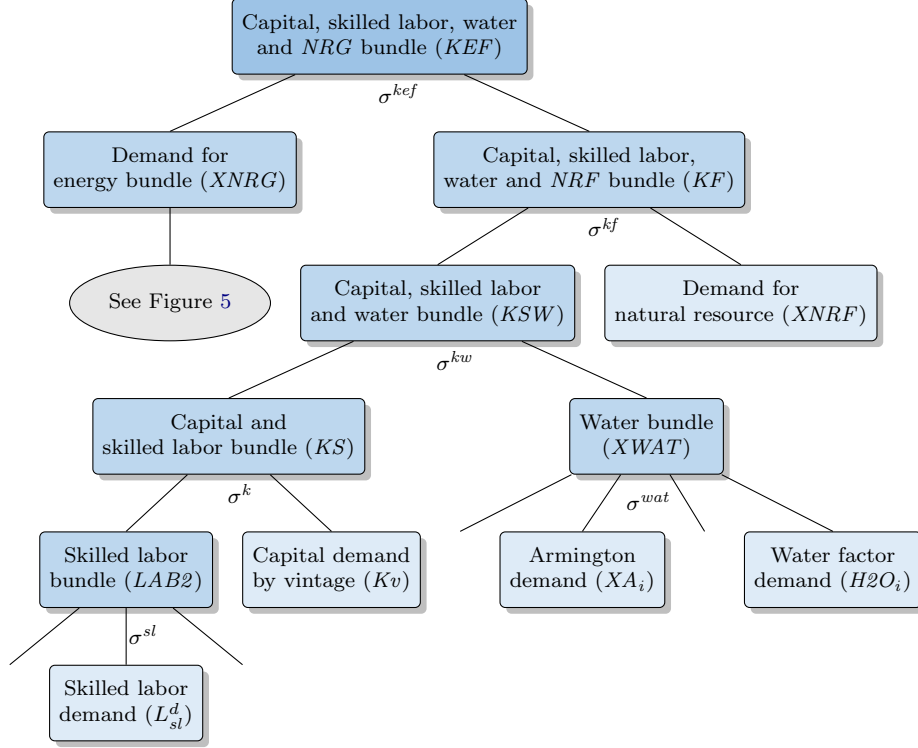 Capital, skilled labor, water
and NRG bundle (KEF)
σ^{kef}
Demand for
energy bundle (XNRG)
Capital, skilled labor,
water and NRF bundle (KF)
σ^{kf}
See Figure 5
Capital, skilled labor
and water bundle (KSW)
Demand for
natural resource (XNRF)
σ^{kw}
Capital and
skilled labor bundle (KS)
Water bundle
(XWAT)
σ^{k}
σ^{wat}
Skilled labor
bundle (LAB2)
Capital demand
by vintage (Kv)
Armington
demand (XA_i)
Water factor
demand (H2O_i)
σ^{sl}
Skilled labor
demand (L^d_{sl})